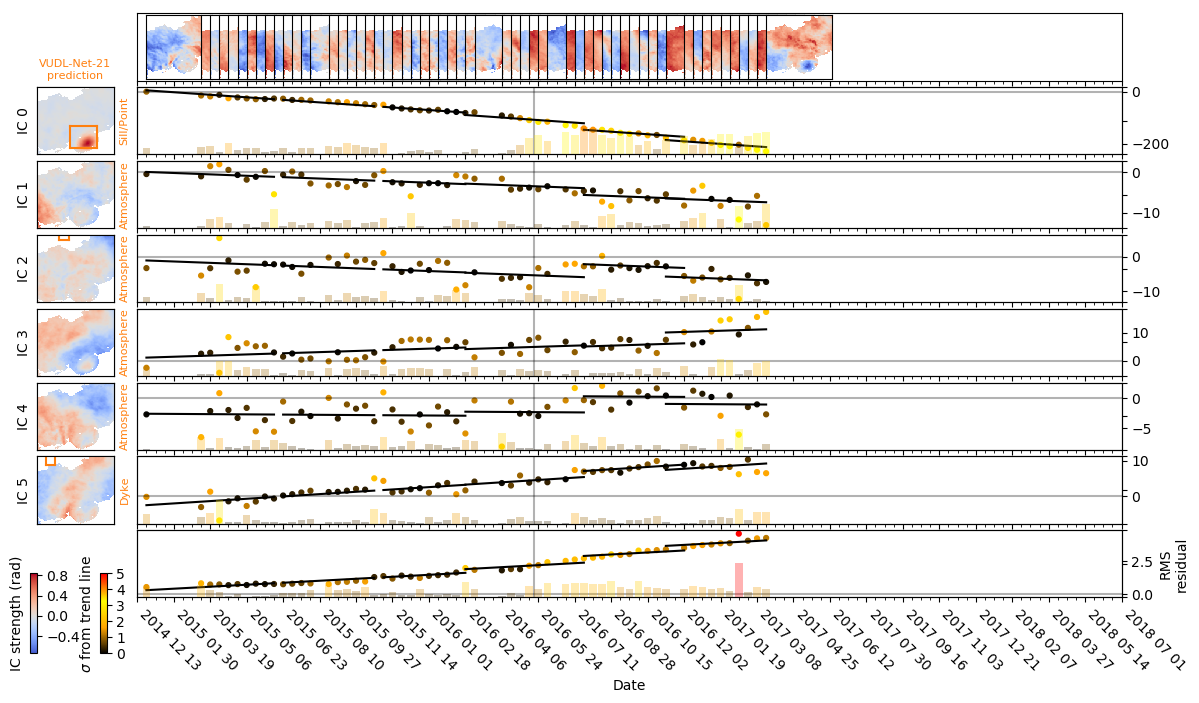 VUDL-Net-21
prediction
IC 0
Sill/Point
0
−200
IC 1
Atmosphere
0
−10
IC 2
Atmosphere
0
−10
IC 3
Atmosphere
10
0
IC 4
Atmosphere
0
−5
IC 5
Dyke
10
0
IC strength (rad)
0.8
0.4
0.0
−0.4
σ from trend line
5
4
3
2
1
0
2.5
0.0
RMS
residual
2014 12 13
2015 01 30
2015 03 19
2015 05 06
2015 06 23
2015 08 10
2015 09 27
2015 11 14
2016 01 01
2016 02 18
2016 04 06
2016 05 24
2016 07 11
2016 08 28
2016 10 15
2016 12 02
2017 01 19
2017 03 08
2017 04 25
2017 06 12
2017 07 30
2017 09 16
2017 11 03
2017 12 21
2018 02 07
2018 03 27
2018 05 14
2018 07 01
Date